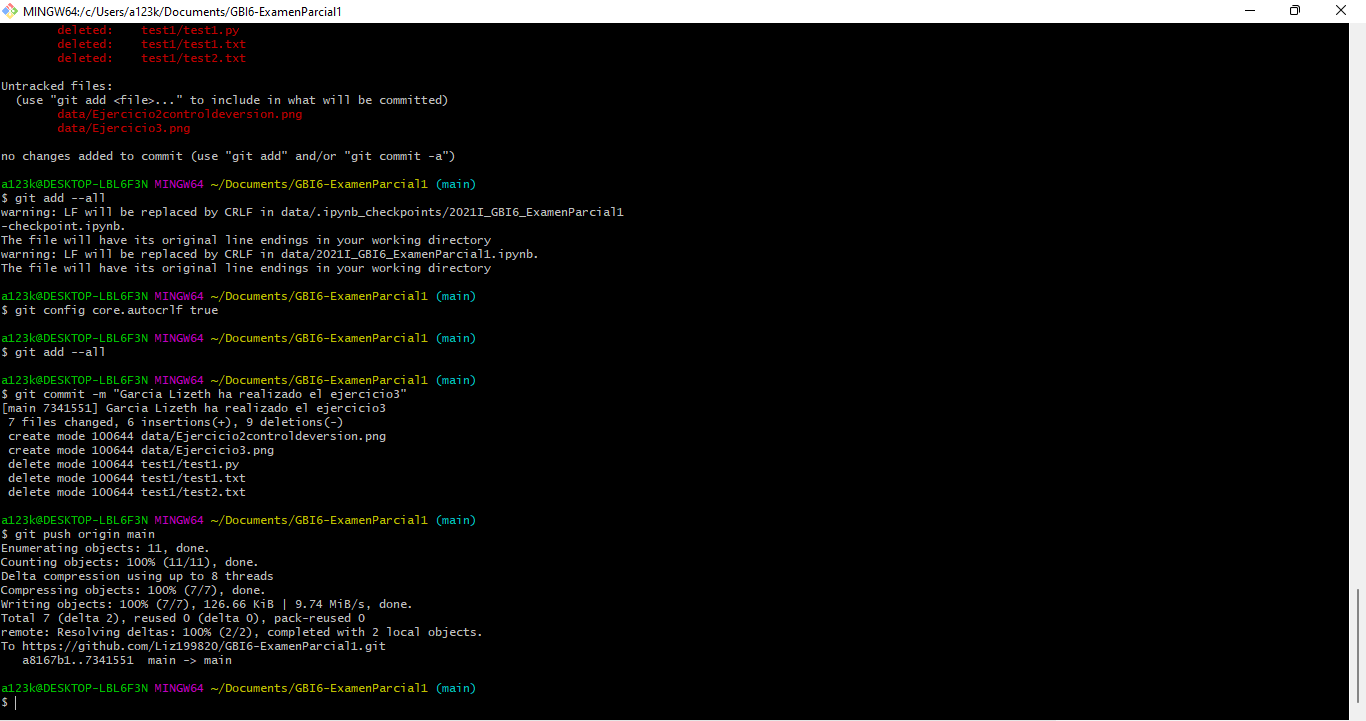 MINGW64:/c/Users/a123k/Documents/GBI6-ExamenParcial1
deleted:    test1/test1.py
deleted:    test1/test1.txt
deleted:    test1/test2.txt
Untracked files:
(use "git add <file>..." to include in what will be committed)
data/Ejercicio2controldeversion.png
data/Ejercicio3.png
no changes added to commit (use "git add" and/or "git commit -a")
a123k@DESKTOP-LBL6F3N MINGW64 ~/Documents/GBI6-ExamenParcial1 (main)
$ git add --all
warning: LF will be replaced by CRLF in data/.ipynb_checkpoints/2021I_GBI6_ExamenParcial1
-checkpoint.ipynb.
The file will have its original line endings in your working directory
warning: LF will be replaced by CRLF in data/2021I_GBI6_ExamenParcial1.ipynb.
The file will have its original line endings in your working directory
a123k@DESKTOP-LBL6F3N MINGW64 ~/Documents/GBI6-ExamenParcial1 (main)
$ git config core.autocrlf true
a123k@DESKTOP-LBL6F3N MINGW64 ~/Documents/GBI6-ExamenParcial1 (main)
$ git add --all
a123k@DESKTOP-LBL6F3N MINGW64 ~/Documents/GBI6-ExamenParcial1 (main)
$ git commit -m "Garcia Lizeth ha realizado el ejercicio3"
[main 7341551] Garcia Lizeth ha realizado el ejercicio3
7 files changed, 6 insertions(+), 9 deletions(-)
create mode 100644 data/Ejercicio2controldeversion.png
create mode 100644 data/Ejercicio3.png
delete mode 100644 test1/test1.py
delete mode 100644 test1/test1.txt
delete mode 100644 test1/test2.txt
a123k@DESKTOP-LBL6F3N MINGW64 ~/Documents/GBI6-ExamenParcial1 (main)
$ git push origin main
Enumerating objects: 11, done.
Counting objects: 100% (11/11), done.
Delta compression using up to 8 threads
Compressing objects: 100% (7/7), done.
Writing objects: 100% (7/7), 126.66 KiB | 9.74 MiB/s, done.
Total 7 (delta 2), reused 0 (delta 0), pack-reused 0
remote: Resolving deltas: 100% (2/2), completed with 2 local objects.
To https://github.com/Liz199820/GBI6-ExamenParcial1.git
a8167b1..7341551  main -> main
a123k@DESKTOP-LBL6F3N MINGW64 ~/Documents/GBI6-ExamenParcial1 (main)
$